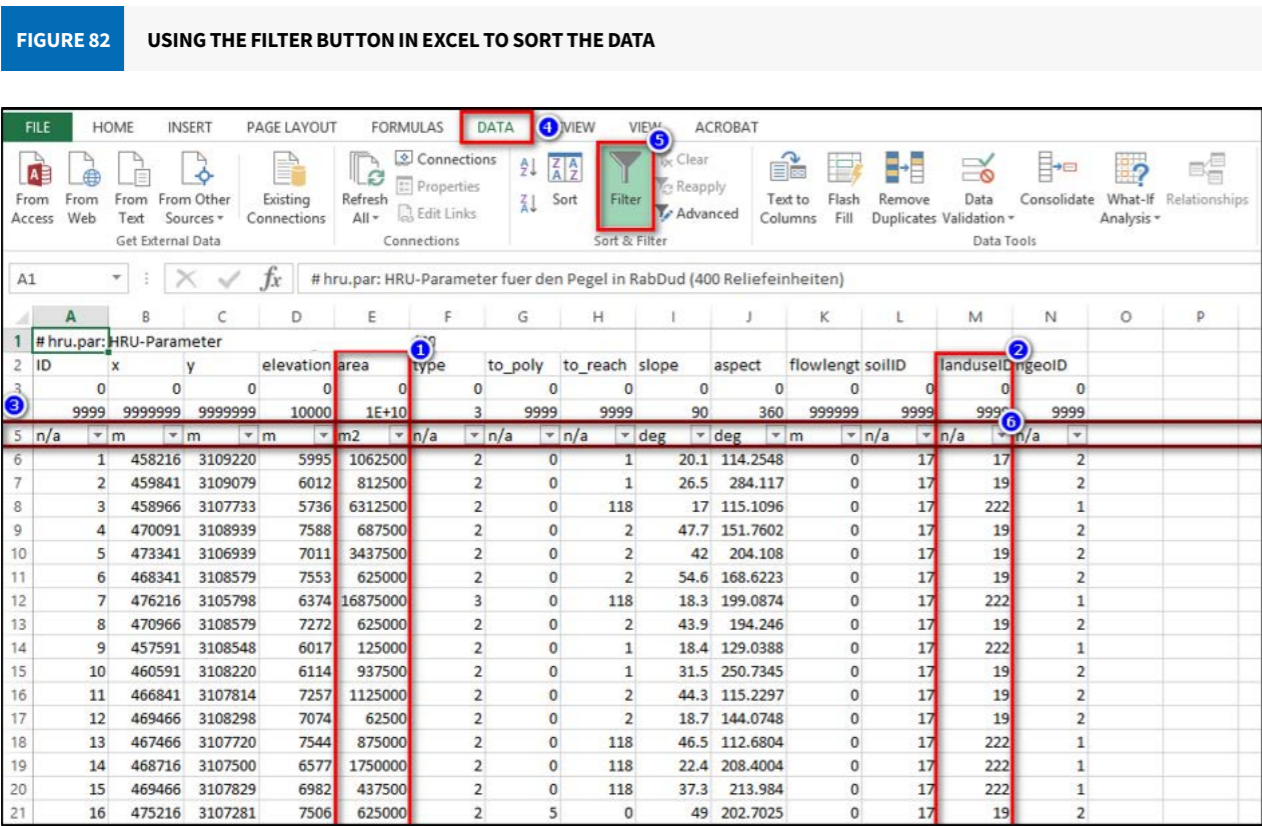 FIGURE 82 USING THE FILTER BUTTON IN EXCEL TO SORT THE DATA
FILE HOME INSERT PAGE LAYOUT FORMULAS DATA 4 VIEW VIEW ACROBAT
5
From Access
From Web
From Text
From Other Sources
Existing Connections
Get External Data
Refresh All
Connections
Properties
Edit Links
Connections
Sort
Filter
Clear
Reapply
Advanced
Sort & Filter
Text to Columns
Flash Fill
Remove Duplicates
Data Validation
Consolidate
What-If Analysis
Relationships
Data Tools
A1 fx # hru.par: HRU-Parameter fuer den Pegel in RabDud (400 Reliefeinheiten)
A B C D E F G H I J K L M N O P
1 # hru.par: HRU-Parameter
1 2
2 ID x y elevation area type to_poly to_reach slope aspect flowlengt soilID landuseID hgeoID
3 0 0 0 0 0 0 0 0 0 0 0 0 0 0
3 9999 9999999 9999999 10000 1E+10 3 9999 9999 90 360 999999 9999 9999 9999
6
5 n/a m m m m2 n/a n/a n/a deg deg m n/a n/a n/a
6 1 458216 3109220 5995 1062500 2 0 1 20.1 114.2548 0 17 17 2
7 2 459841 3109079 6012 812500 2 0 1 26.5 284.117 0 17 19 2
8 3 458966 3107733 5736 6312500 2 0 118 17 115.1096 0 17 222 1
9 4 470091 3108939 7588 687500 2 0 2 47.7 151.7602 0 17 19 2
10 5 473341 3106939 7011 3437500 2 0 2 42 204.108 0 17 19 2
11 6 468341 3108579 7553 625000 2 0 2 54.6 168.6223 0 17 19 2
12 7 476216 3105798 6374 16875000 3 0 118 18.3 199.0874 0 17 222 1
13 8 470966 3108579 7272 625000 2 0 2 43.9 194.246 0 17 19 2
14 9 457591 3108548 6017 125000 2 0 1 18.4 129.0388 0 17 222 1
15 10 460591 3108220 6114 937500 2 0 1 31.5 250.7345 0 17 19 2
16 11 466841 3107814 7257 1125000 2 0 2 44.3 115.2297 0 17 19 2
17 12 469466 3108298 7074 62500 2 0 2 18.7 144.0748 0 17 19 2
18 13 467466 3107720 7544 875000 2 0 118 46.5 112.6804 0 17 222 1
19 14 468716 3107500 6577 1750000 2 0 118 22.4 208.4004 0 17 222 1
20 15 469466 3107829 6982 437500 2 0 118 37.3 213.984 0 17 222 1
21 16 475216 3107281 7506 625000 2 5 0 49 202.7025 0 17 19 2